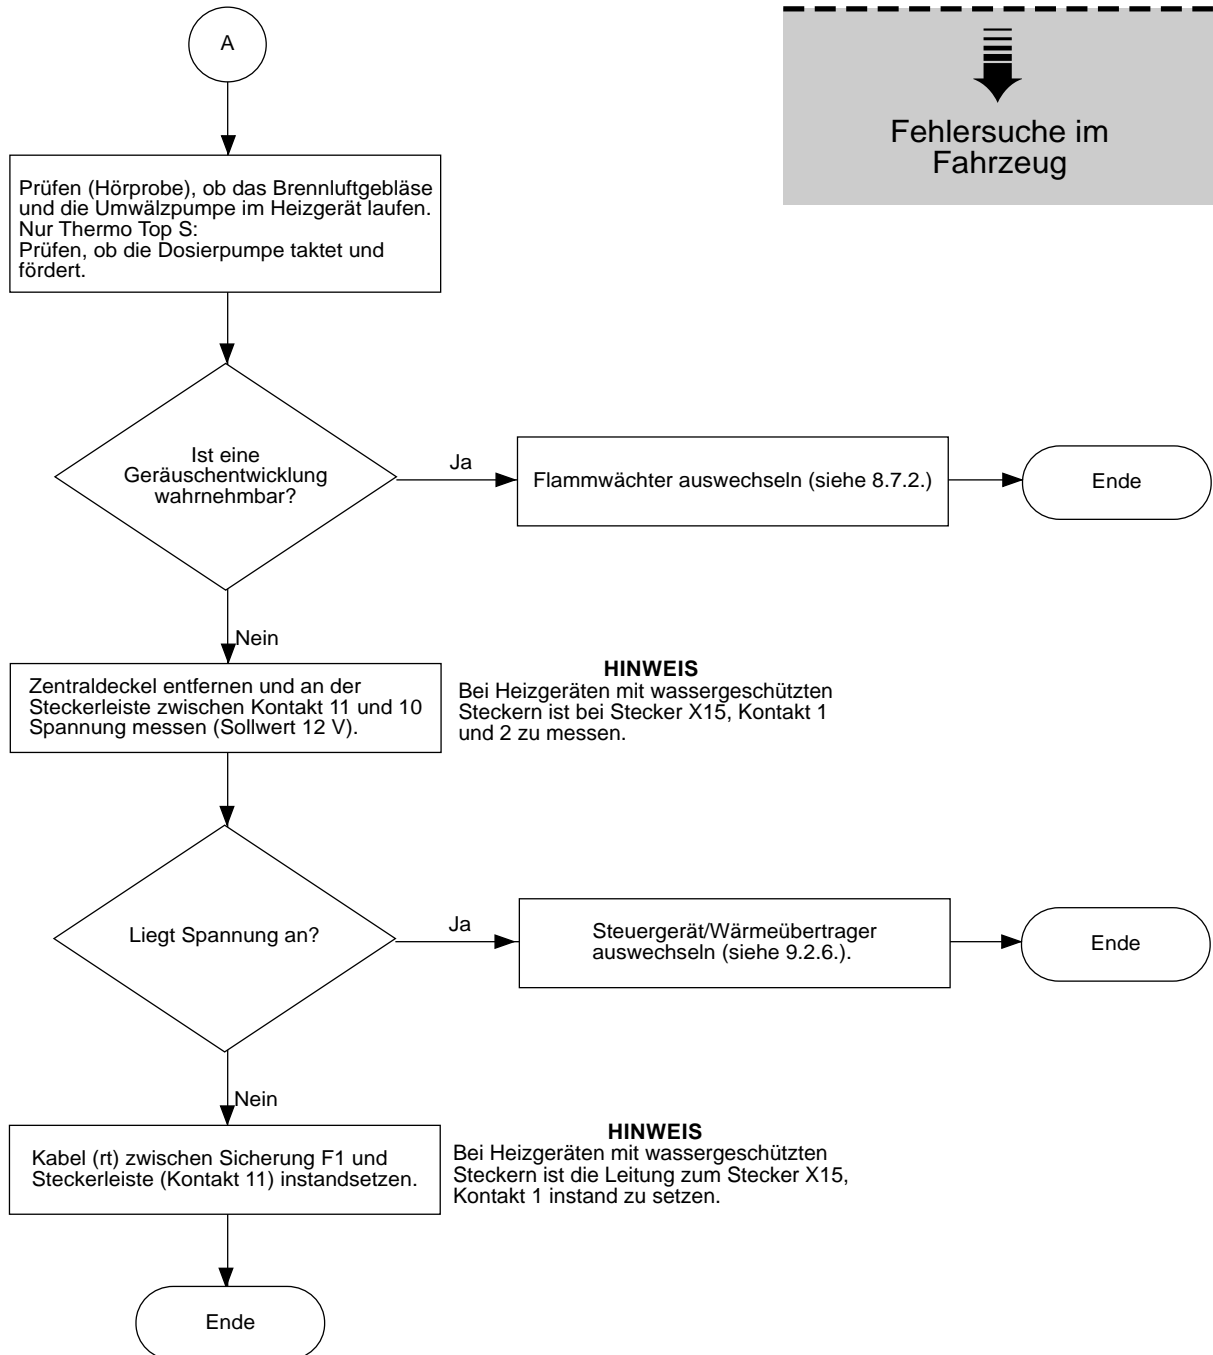 A
Fehlersuche im
Fahrzeug
Prüfen (Hörprobe), ob das Brennluftgebläse
und die Umwälzpumpe im Heizgerät laufen.
Nur Thermo Top S:
Prüfen, ob die Dosierpumpe taktet und
fördert.
Ist eine
Geräuschentwicklung
wahrnehmbar?
Ja
Flammwächter auswechseln (siehe 8.7.2.)
Ende
Nein
Zentraldeckel entfernen und an der
Steckerleiste zwischen Kontakt 11 und 10
Spannung messen (Sollwert 12 V).
HINWEIS
Bei Heizgeräten mit wassergeschützten
Steckern ist bei Stecker X15, Kontakt 1
und 2 zu messen.
Liegt Spannung an?
Ja
Steuergerät/Wärmeübertrager
auswechseln (siehe 9.2.6.).
Ende
Nein
Kabel (rt) zwischen Sicherung F1 und
Steckerleiste (Kontakt 11) instandsetzen.
HINWEIS
Bei Heizgeräten mit wassergeschützten
Steckern ist die Leitung zum Stecker X15,
Kontakt 1 instand zu setzen.
Ende